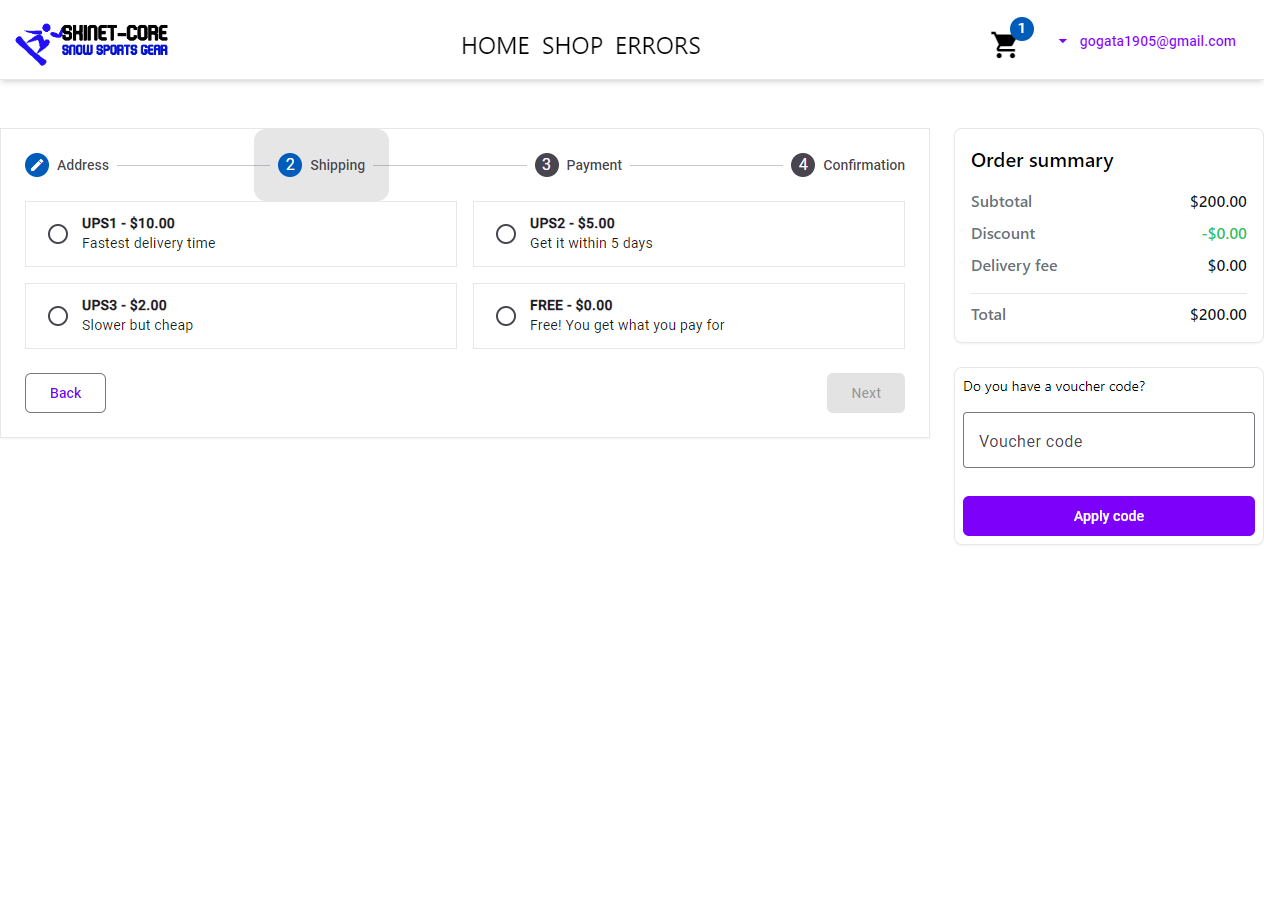 SKINET-CORE
SNOW SPORTS GEAR
HOME SHOP ERRORS
1
gogata1905@gmail.com
Address
2 Shipping
3 Payment
4 Confirmation
UPS1 - $10.00
Fastest delivery time
UPS2 - $5.00
Get it within 5 days
UPS3 - $2.00
Slower but cheap
FREE - $0.00
Free! You get what you pay for
Back
Next
Order summary
Subtotal $200.00
Discount -$0.00
Delivery fee $0.00
Total $200.00
Do you have a voucher code?
Voucher code
Apply code